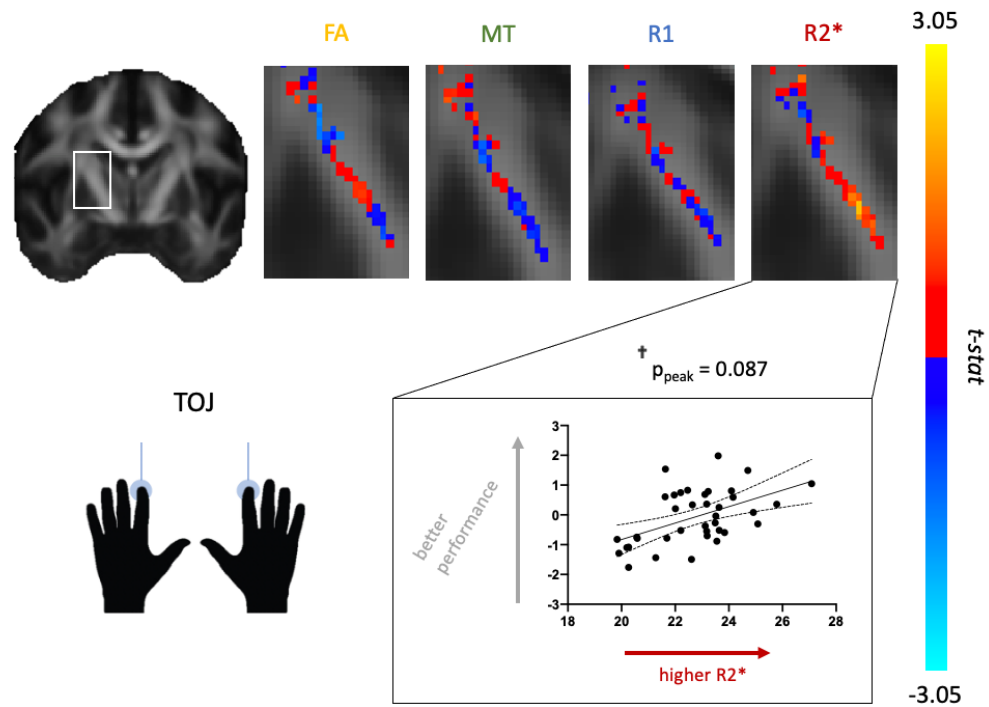 FA
MT
R1
R2*
3.05
t-stat
-3.05
TOJ
† p_peak = 0.087
better
performance
3
2
1
0
-1
-2
-3
18
20
22
24
26
28
higher R2*